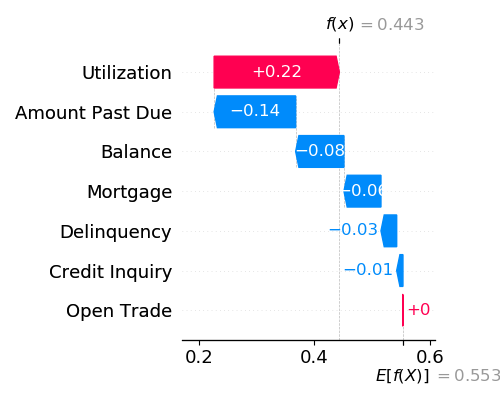 f(x) = 0.443
Utilization +0.22
Amount Past Due −0.14
Balance −0.08
Mortgage −0.06
Delinquency −0.03
Credit Inquiry −0.01
Open Trade +0
0.2 0.4 0.6
E[f(X)] = 0.553